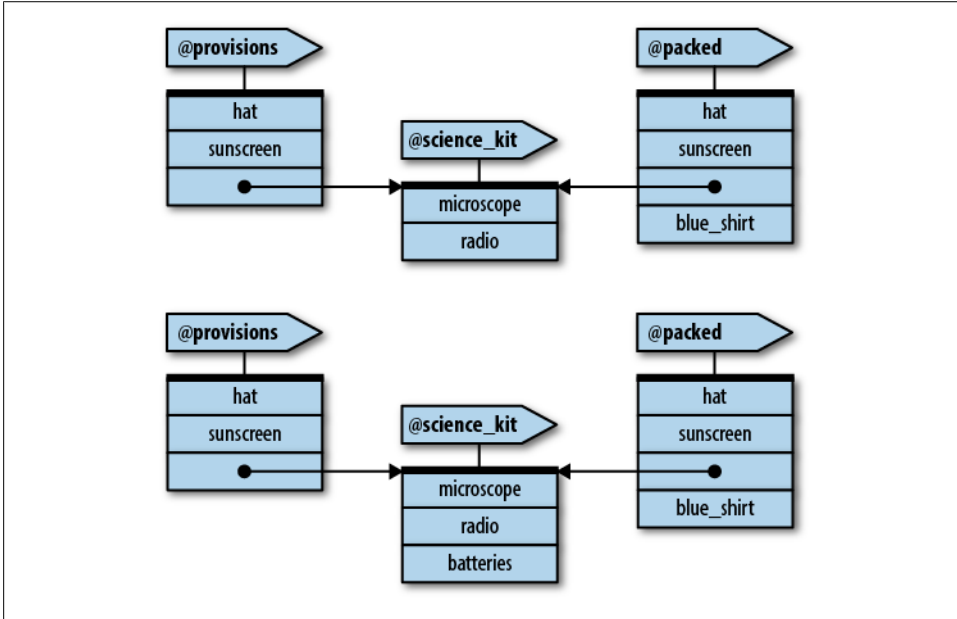 @provisions
hat
sunscreen
@science_kit
microscope
radio
@packed
hat
sunscreen
blue_shirt
@provisions
hat
sunscreen
@science_kit
microscope
radio
batteries
@packed
hat
sunscreen
blue_shirt